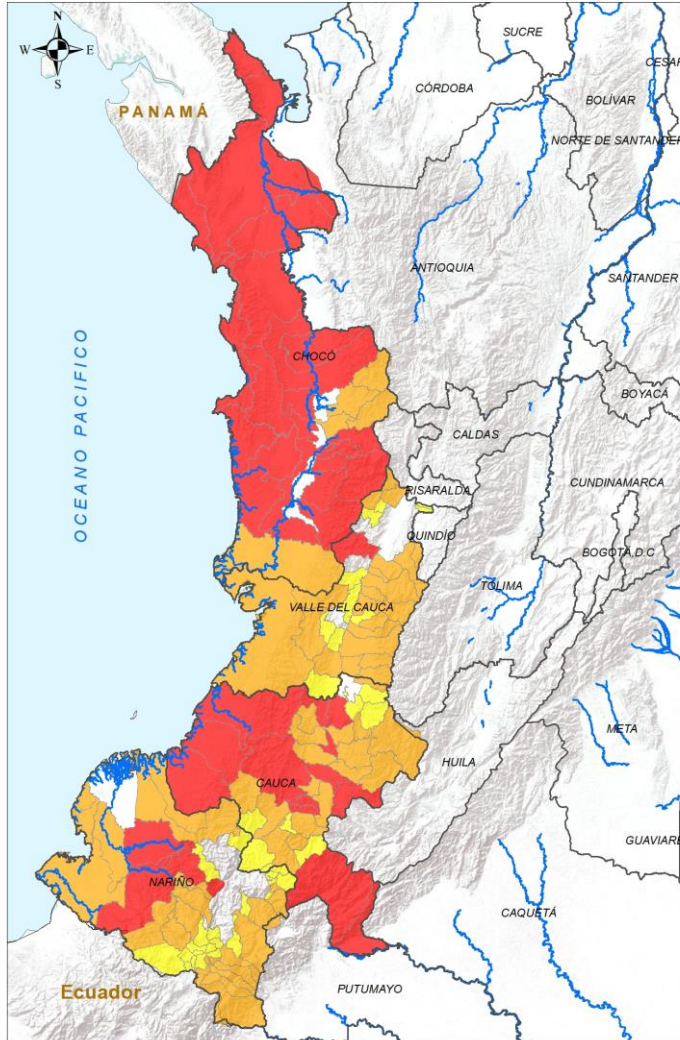 N
W E
S
SUCRE
CESAR
CÓRDOBA
BOLÍVAR
PANAMÁ
NORTE DE SANTANDER
ANTIOQUIA
SANTANDER
OCEANO PACIFICO
CHOCÓ
BOYACÁ
CALDAS
CUNDINAMARCA
RISARALDA
QUINDÍO
BOGOTÁ, D.C
TOLIMA
VALLE DEL CAUCA
META
HUILA
CAUCA
GUAVIARE
NARIÑO
CAQUETÁ
PUTUMAYO
Ecuador